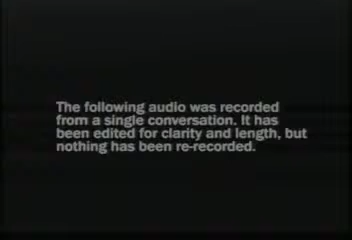 The following audio was recorded
from a single conversation. It has
been edited for clarity and length, but
nothing has been re-recorded.